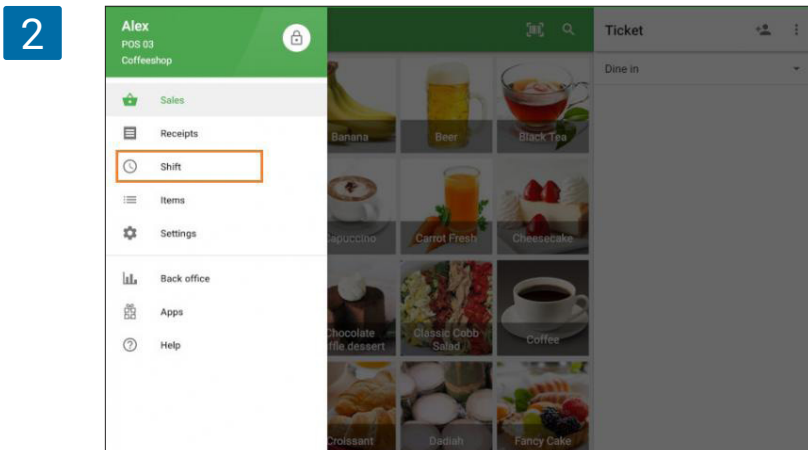 2
Alex
POS 03
Coffeeshop
Ticket
Dine in
Sales
Receipts
Shift
Items
Settings
Back office
Apps
Help
Banana
Beer
Black Tea
Capuccino
Carrot Fresh
Cheesecake
Chocolate
dessert
Classic Cobb
Salad
Coffee
Croissant
Dadiah
Fancy Cake